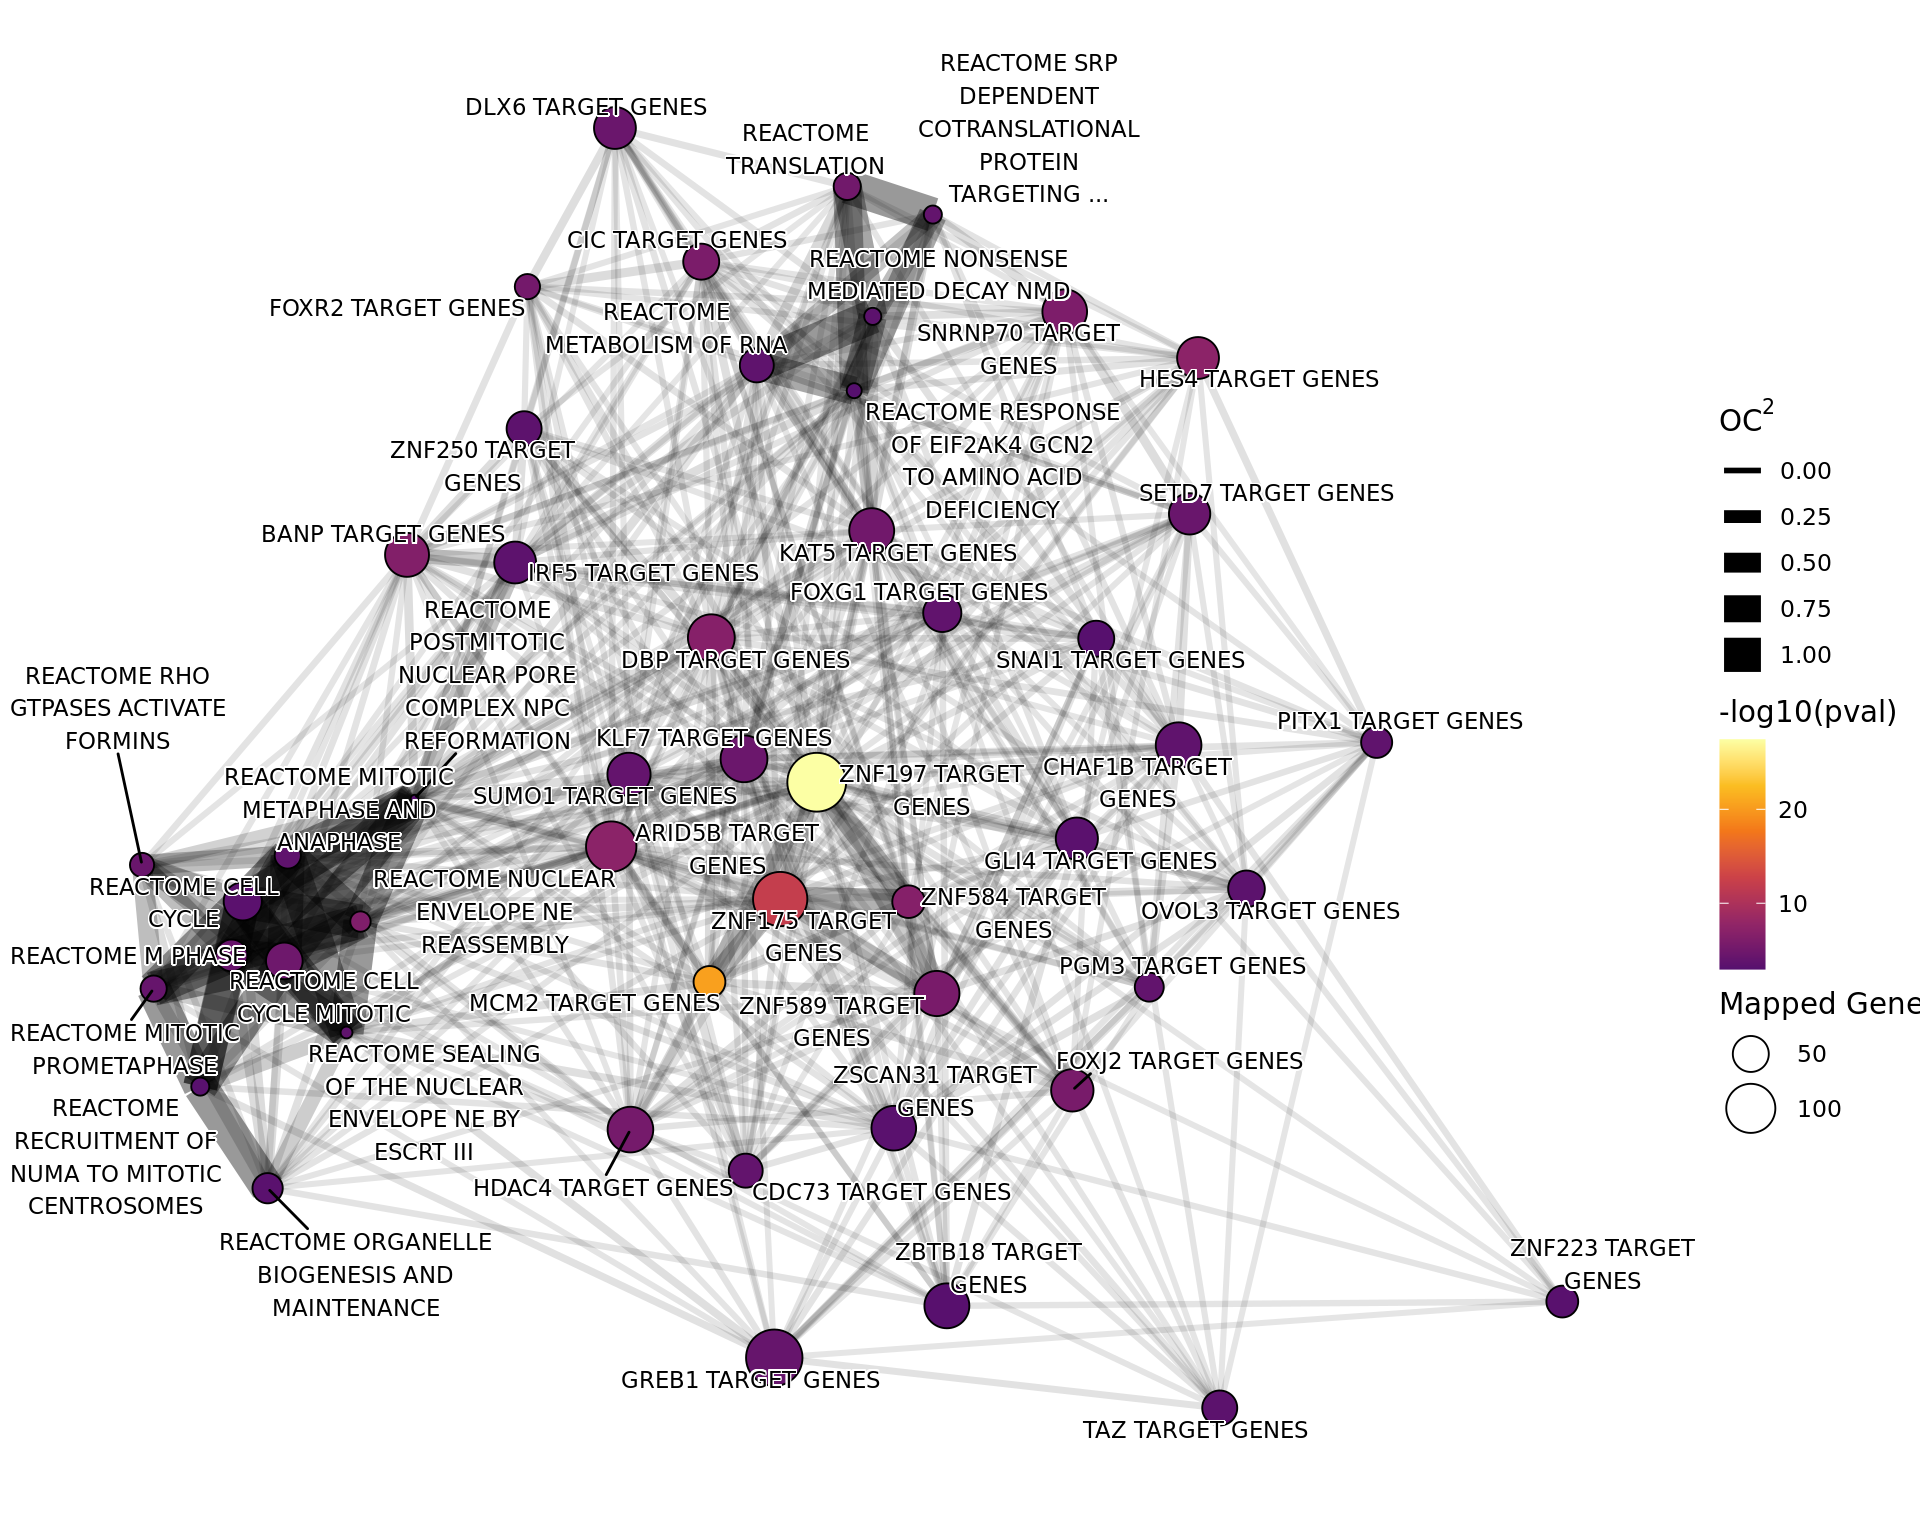 REACTOME SRP
DEPENDENT
COTRANSLATIONAL
PROTEIN
TARGETING ...
DLX6 TARGET GENES
REACTOME
TRANSLATION
CIC TARGET GENES
REACTOME NONSENSE
MEDIATED DECAY NMD
FOXR2 TARGET GENES
REACTOME
METABOLISM OF RNA
SNRNP70 TARGET
GENES
HES4 TARGET GENES
REACTOME RESPONSE
OF EIF2AK4 GCN2
TO AMINO ACID
DEFICIENCY
ZNF250 TARGET
GENES
SETD7 TARGET GENES
BANP TARGET GENES
IRF5 TARGET GENES
KAT5 TARGET GENES
FOXG1 TARGET GENES
REACTOME
POSTMITOTIC
NUCLEAR PORE
COMPLEX NPC
REFORMATION
DBP TARGET GENES
SNAI1 TARGET GENES
REACTOME RHO
GTPASES ACTIVATE
FORMINS
PITX1 TARGET GENES
KLF7 TARGET GENES
REACTOME MITOTIC
METAPHASE AND
ANAPHASE
SUMO1 TARGET GENES
ZNF197 TARGET
GENES
CHAF1B TARGET
GENES
ARID5B TARGET
GENES
GLI4 TARGET GENES
REACTOME CELL
CYCLE
REACTOME NUCLEAR
ENVELOPE NE
REASSEMBLY
ZNF175 TARGET
GENES
ZNF584 TARGET
GENES
OVOL3 TARGET GENES
REACTOME M PHASE
REACTOME CELL
CYCLE MITOTIC
MCM2 TARGET GENES
ZNF589 TARGET
GENES
PGM3 TARGET GENES
REACTOME MITOTIC
PROMETAPHASE
REACTOME SEALING
OF THE NUCLEAR
ENVELOPE NE BY
ESCRT III
ZSCAN31 TARGET
GENES
FOXJ2 TARGET GENES
REACTOME
RECRUITMENT OF
NUMA TO MITOTIC
CENTROSOMES
HDAC4 TARGET GENES
CDC73 TARGET GENES
REACTOME ORGANELLE
BIOGENESIS AND
MAINTENANCE
ZBTB18 TARGET
GENES
ZNF223 TARGET
GENES
GREB1 TARGET GENES
TAZ TARGET GENES
OC2
0.00
0.25
0.50
0.75
1.00
-log10(pval)
20
10
Mapped Gene
50
100